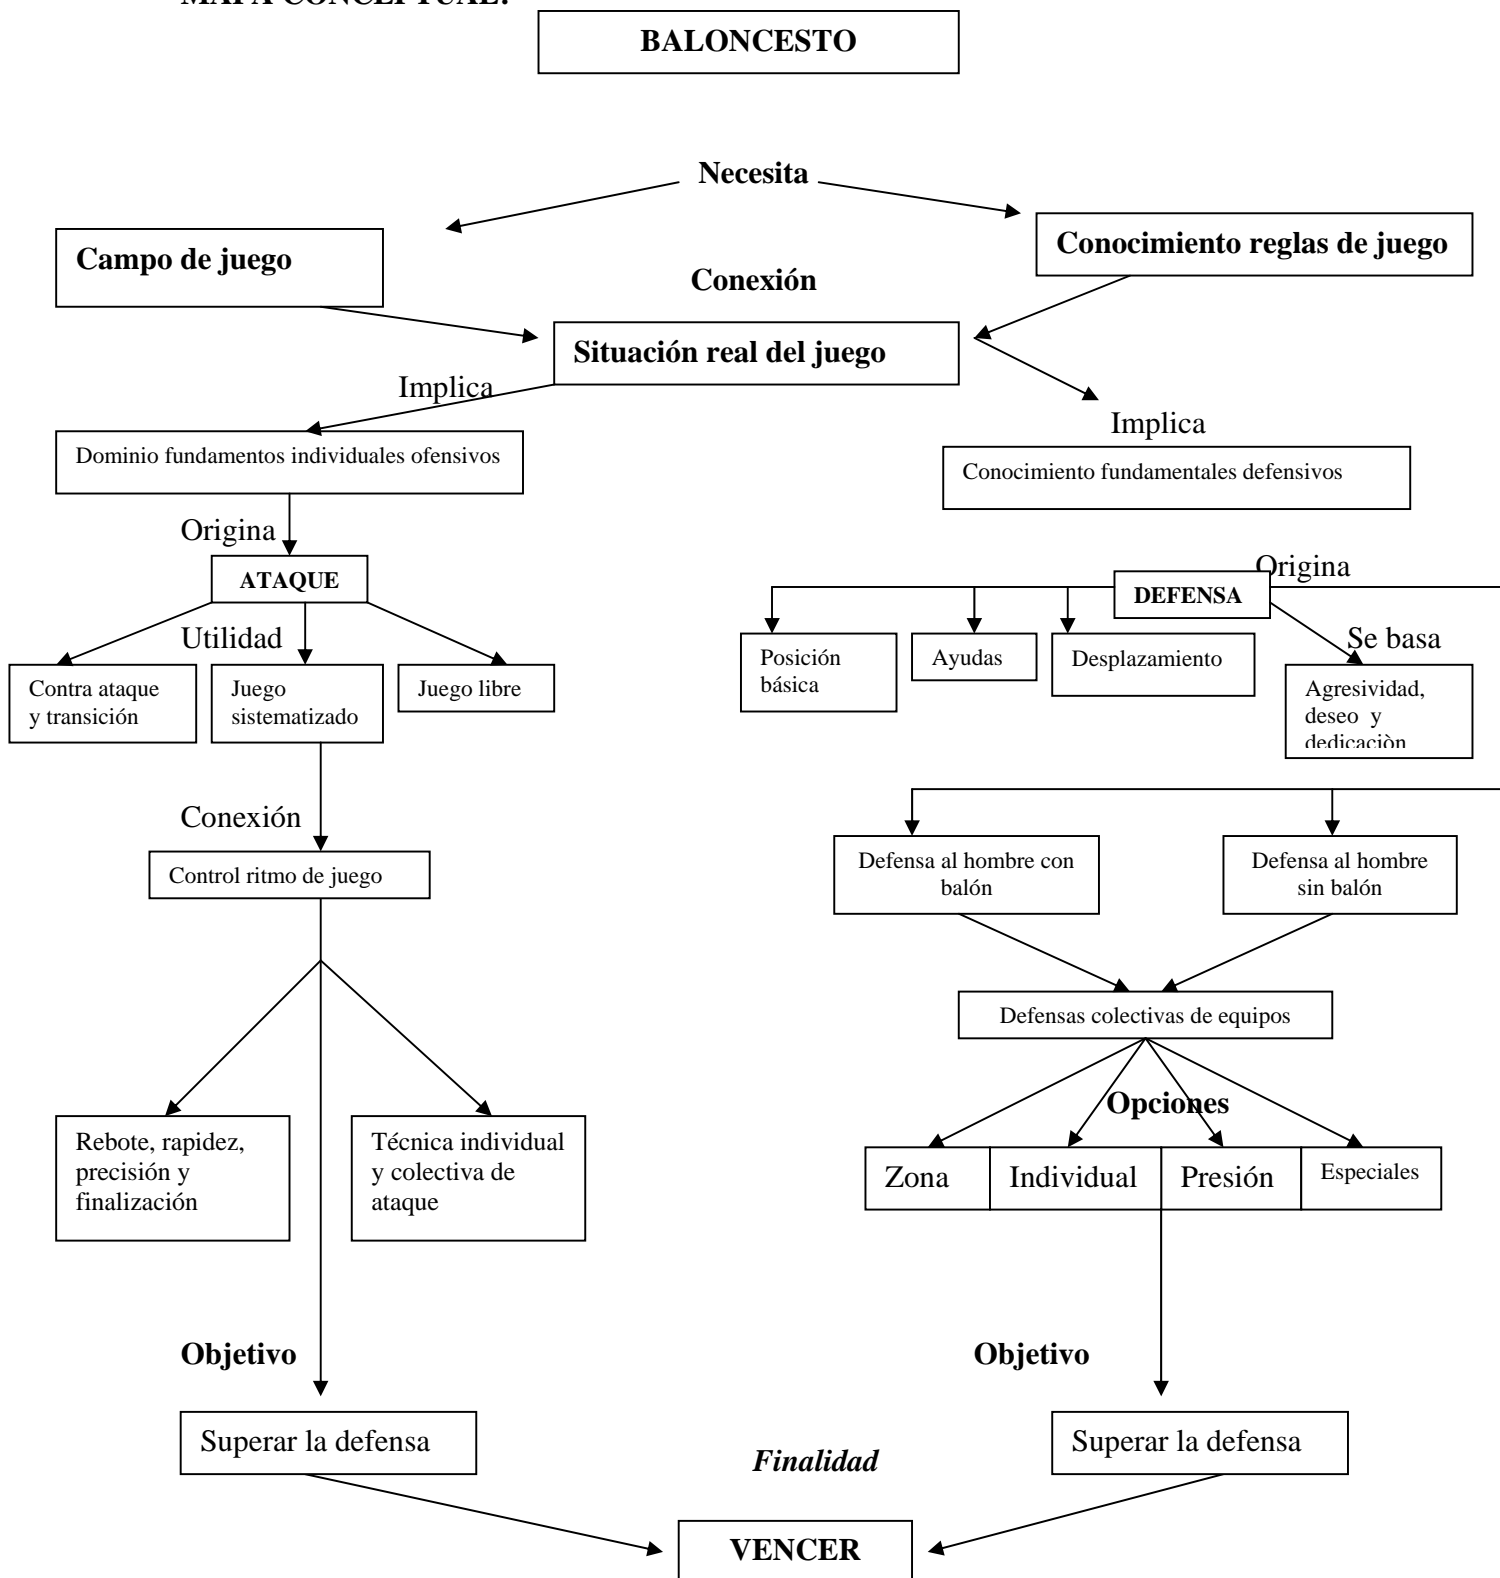 MAPA CONCEPTUAL:
BALONCESTO
Necesita
Campo de juego
Conocimiento reglas de juego
Conexión
Situación real del juego
Implica
Implica
Dominio fundamentos individuales ofensivos
Conocimiento fundamentales defensivos
Origina
Origina
ATAQUE
DEFENSA
Utilidad
Se basa
Contra ataque
y transición
Juego
sistematizado
Juego libre
Posición
básica
Ayudas
Desplazamiento
Agresividad,
deseo y
dedicaciòn
Conexión
Control ritmo de juego
Defensa al hombre con
balón
Defensa al hombre
sin balón
Defensas colectivas de equipos
Opciones
Rebote, rapidez,
precisión y
finalización
Técnica individual
y colectiva de
ataque
Zona
Individual
Presión
Especiales
Objetivo
Objetivo
Superar la defensa
Superar la defensa
Finalidad
VENCER